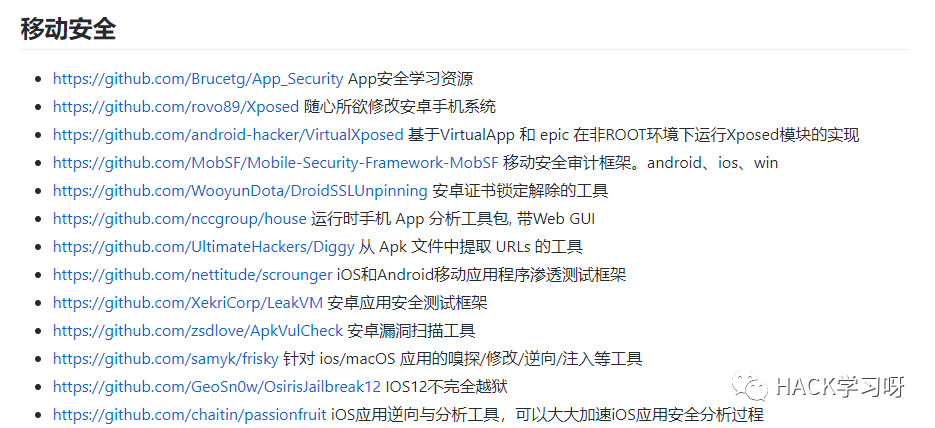 移动安全
https://github.com/Brucetg/App_Security App安全学习资源
https://github.com/rovo89/Xposed 随心所欲修改安卓手机系统
https://github.com/android-hacker/VirtualXposed 基于VirtualApp 和 epic 在非ROOT环境下运行Xposed模块的实现
https://github.com/MobSF/Mobile-Security-Framework-MobSF 移动安全审计框架。android、ios、win
https://github.com/WooyunDota/DroidSSLUnpinning 安卓证书锁定解除的工具
https://github.com/nccgroup/house 运行时手机 App 分析工具包, 带Web GUI
https://github.com/UltimateHackers/Diggy 从 Apk 文件中提取 URLs 的工具
https://github.com/nettitude/scrounger iOS和Android移动应用程序渗透测试框架
https://github.com/XekriCorp/LeakVM 安卓应用安全测试框架
https://github.com/zsdlove/ApkVulCheck 安卓漏洞扫描工具
https://github.com/samyk/frisky 针对 ios/macOS 应用的嗅探/修改/逆向/注入等工具
https://github.com/GeoSn0w/OsirisJailbreak12 IOS12不完全越狱
https://github.com/chaitin/passionfruit iOS应用逆向与分析工具，可以大大加速iOS应用安全分析过程
HACK学习呀